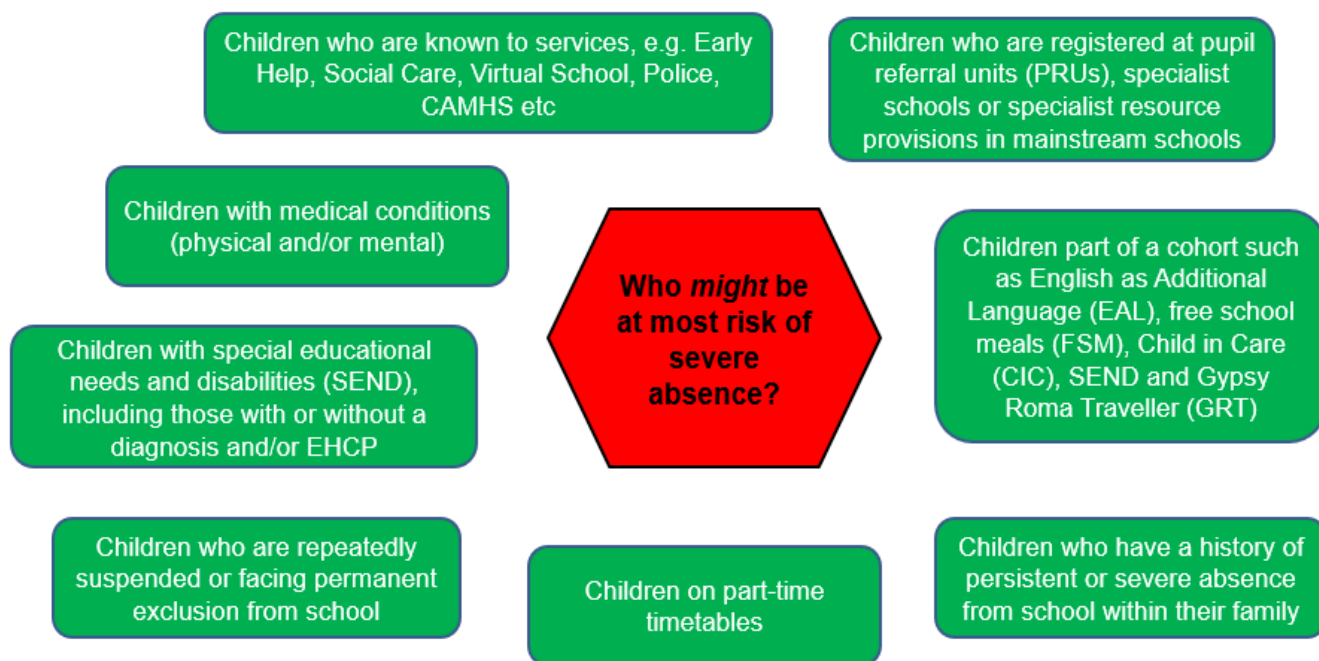 Children who are known to services, e.g. Early
Help, Social Care, Virtual School, Police,
CAMHS etc
Children who are registered at pupil
referral units (PRUs), specialist
schools or specialist resource
provisions in mainstream schools
Children with medical conditions
(physical and/or mental)
Who might be
at most risk of
severe
absence?
Children part of a cohort such
as English as Additional
Language (EAL), free school
meals (FSM), Child in Care
(CIC), SEND and Gypsy
Roma Traveller (GRT)
Children with special educational
needs and disabilities (SEND),
including those with or without a
diagnosis and/or EHCP
Children who are repeatedly
suspended or facing permanent
exclusion from school
Children on part-time
timetables
Children who have a history of
persistent or severe absence
from school within their family